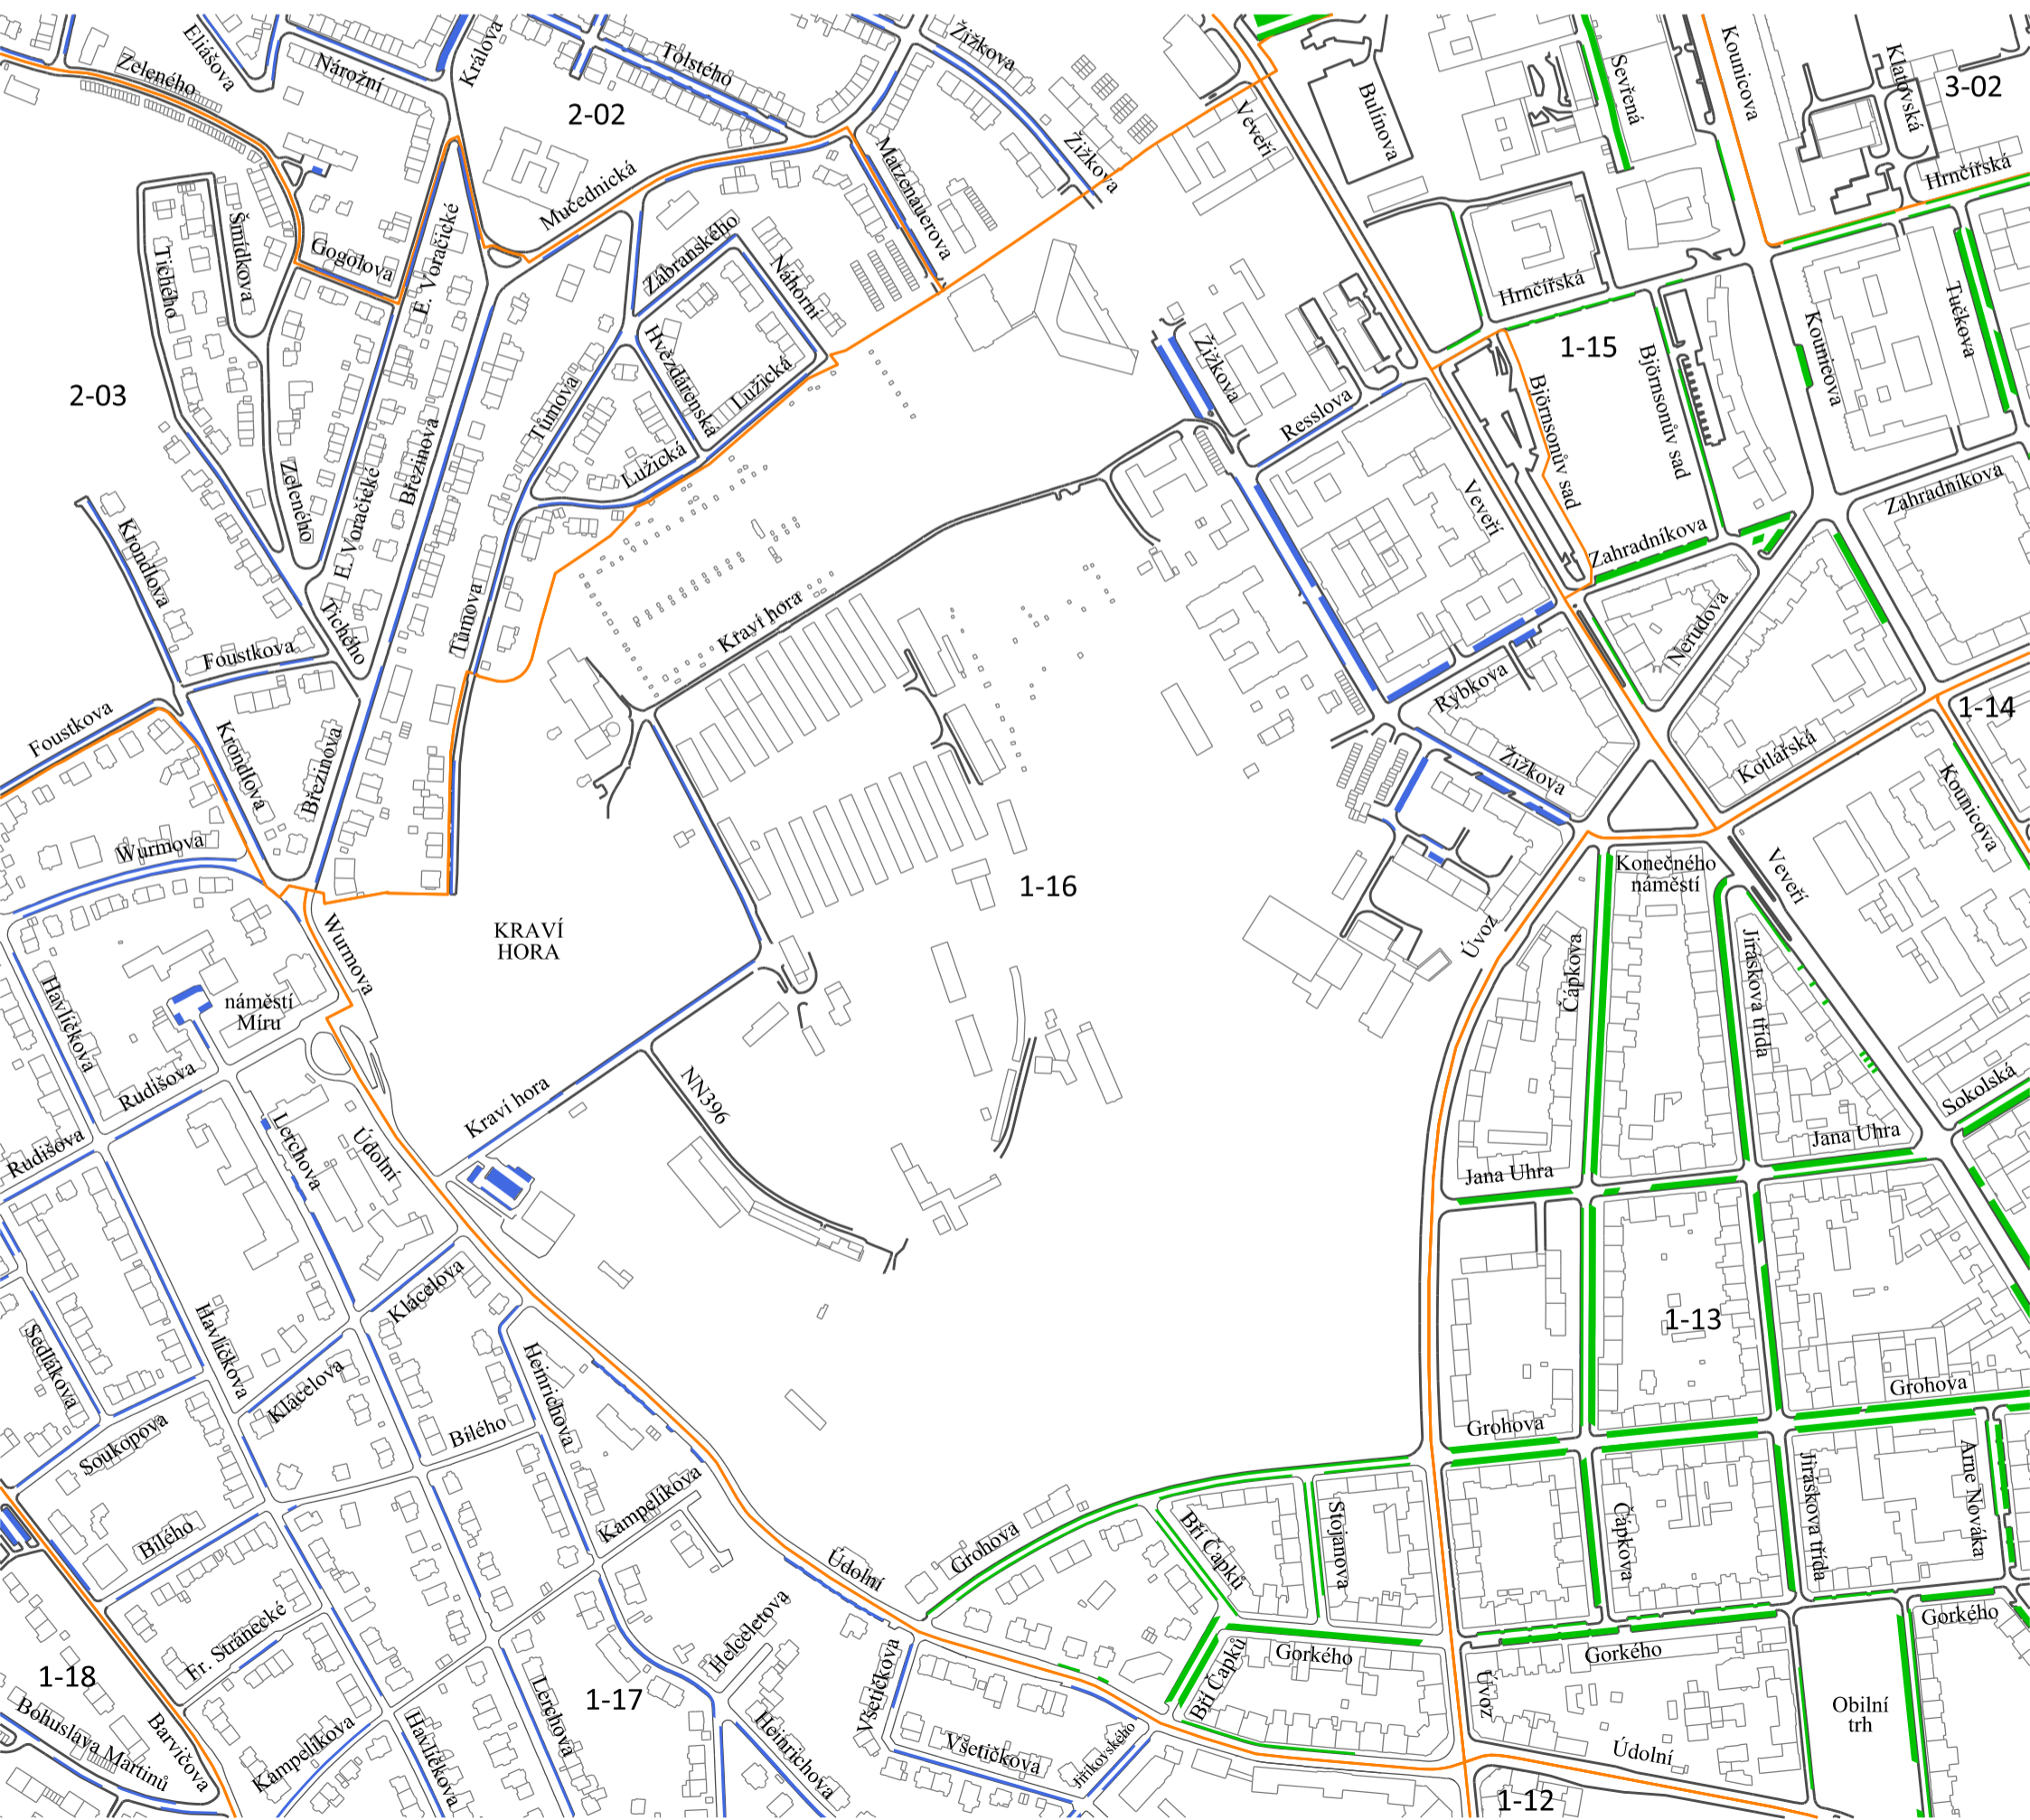 Eliášova
Králova
Žižkova
Tolstého
Nárožní
Zeleného
2-02
Veveří
Bulínova
Sevřená
Kounicova
Klatovská
3-02
Žižkova
Matzenauerova
Mučednická
Hrnčířská
Šmídkova
Tichého
Gogolova
E. Voračické
Zábranského
Náhorní
Hrnčířská
Tučkova
Kounicova
1-15
2-03
Hvězdárenská
Lužická
Tůmova
Žižkova
Resslova
Björnsonův sad
Björnsonův sad
Lužická
Březinova
Zeleného
E. Voračické
Veveří
Zahradníkova
Zahradníkova
Krondlova
Tichého
Tůmova
Kraví hora
Nerudova
Foustkova
Rybkova
1-14
Foustkova
Krondlova
Březinova
Žižkova
Kotlářská
Kounicova
Wurmova
1-16
Konečného
náměstí
Veveří
KRAVÍ
HORA
Wurmova
Úvoz
Čápkova
Jiráskova třída
Havlíčkova
náměstí
Míru
Rudišova
Kraví hora
NN396
Sokolská
Rudišova
Lerchova
Údolní
Jana Uhra
Jana Uhra
Klácelova
1-13
Sedlákova
Havlíčkova
Klácelova
Heinrichova
Bílého
Grohova
Grohova
Soukopova
Kampelíkova
Stojanova
Bří Čapků
Čápkova
Jiráskova třída
Arne Nováka
Bílého
Údolní
Grohova
Fr. Stránecké
Helceletova
Všetičkova
Bří Čapků
Gorkého
Gorkého
Gorkého
1-18
1-17
Lerchova
Úvoz
Obilní
trh
Bohuslava Martinů
Barvičova
Kampelíkova
Havlíčkova
Heinrichova
Všetičkova
Jiříkovského
Údolní
1-12